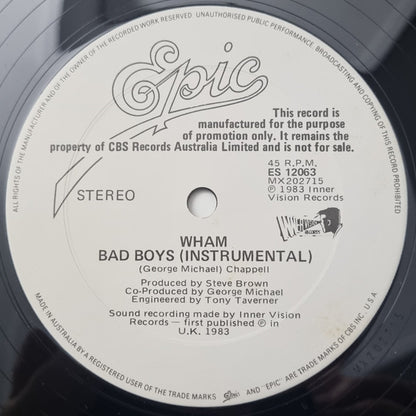 ALL RIGHTS OF THE MANUFACTURER AND OF THE OWNER OF THE RECORDED WORK RESERVED. UNAUTHORISED PUBLIC PERFORMANCE, BROADCASTING AND COPYING OF THIS RECORD PROHIBITED
Epic
This record is
manufactured for the purpose
of promotion only. It remains the
property of CBS Records Australia Limited and is not for sale.
45 R.P.M.
ES 12063
MX202715
℗ 1983 Inner
Vision Records
STEREO
INNERVISION
RECORDS
WHAM
BAD BOYS (INSTRUMENTAL)
(George Michael) Chappell
Produced by Steve Brown
Co-Produced by George Michael
Engineered by Tony Taverner
Sound recording made by Inner Vision
Records — first published ℗ in
U.K. 1983
MADE IN AUSTRALIA BY A REGISTERED USER OF THE TRADE MARKS Epic AND "EPIC" ARE THE TRADE MARKS OF CBS INC. U.S.A.